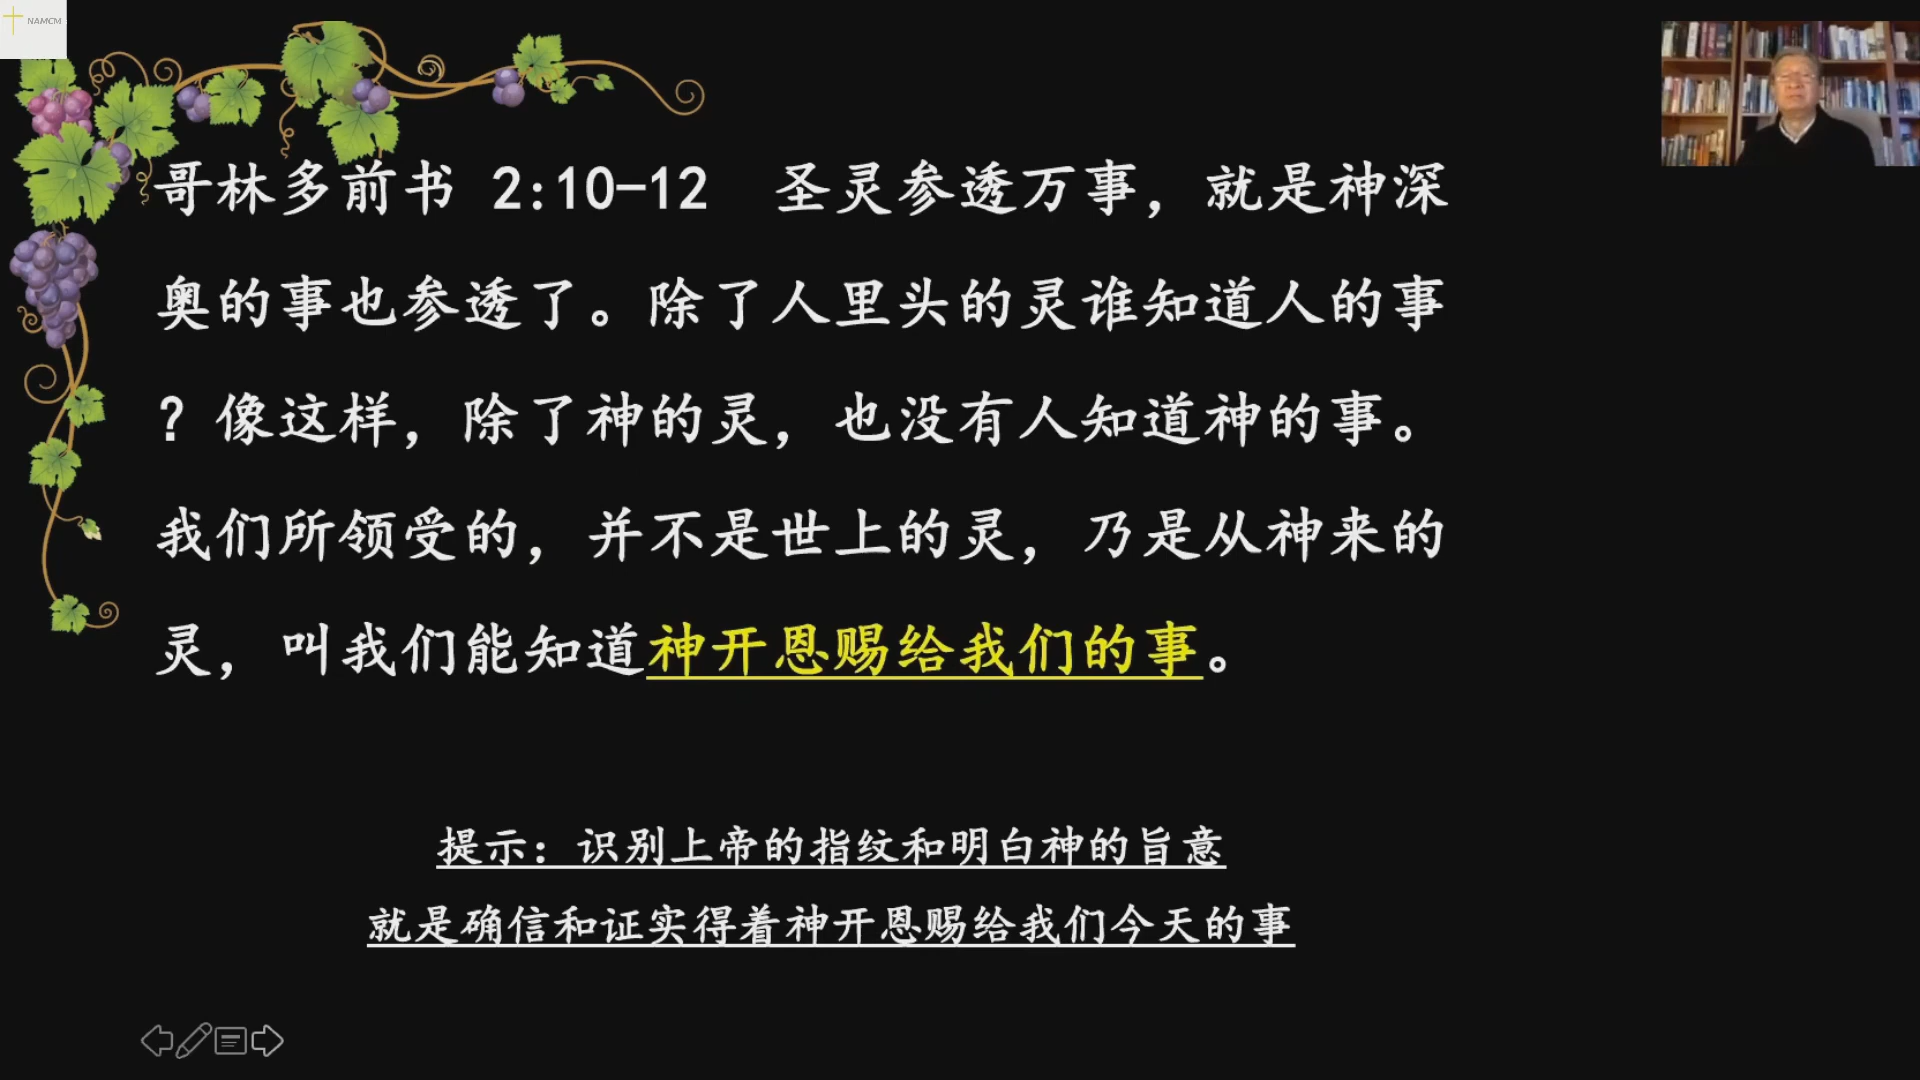 NAMCM
哥林多前书 2:10-12 圣灵参透万事，就是神深
奥的事也参透了。除了人里头的灵谁知道人的事
？像这样，除了神的灵，也没有人知道神的事。
我们所领受的，并不是世上的灵，乃是从神来的
灵，叫我们能知道神开恩赐给我们的事。
提示：识别上帝的指纹和明白神的旨意
就是确信和证实得着神开恩赐给我们今天的事